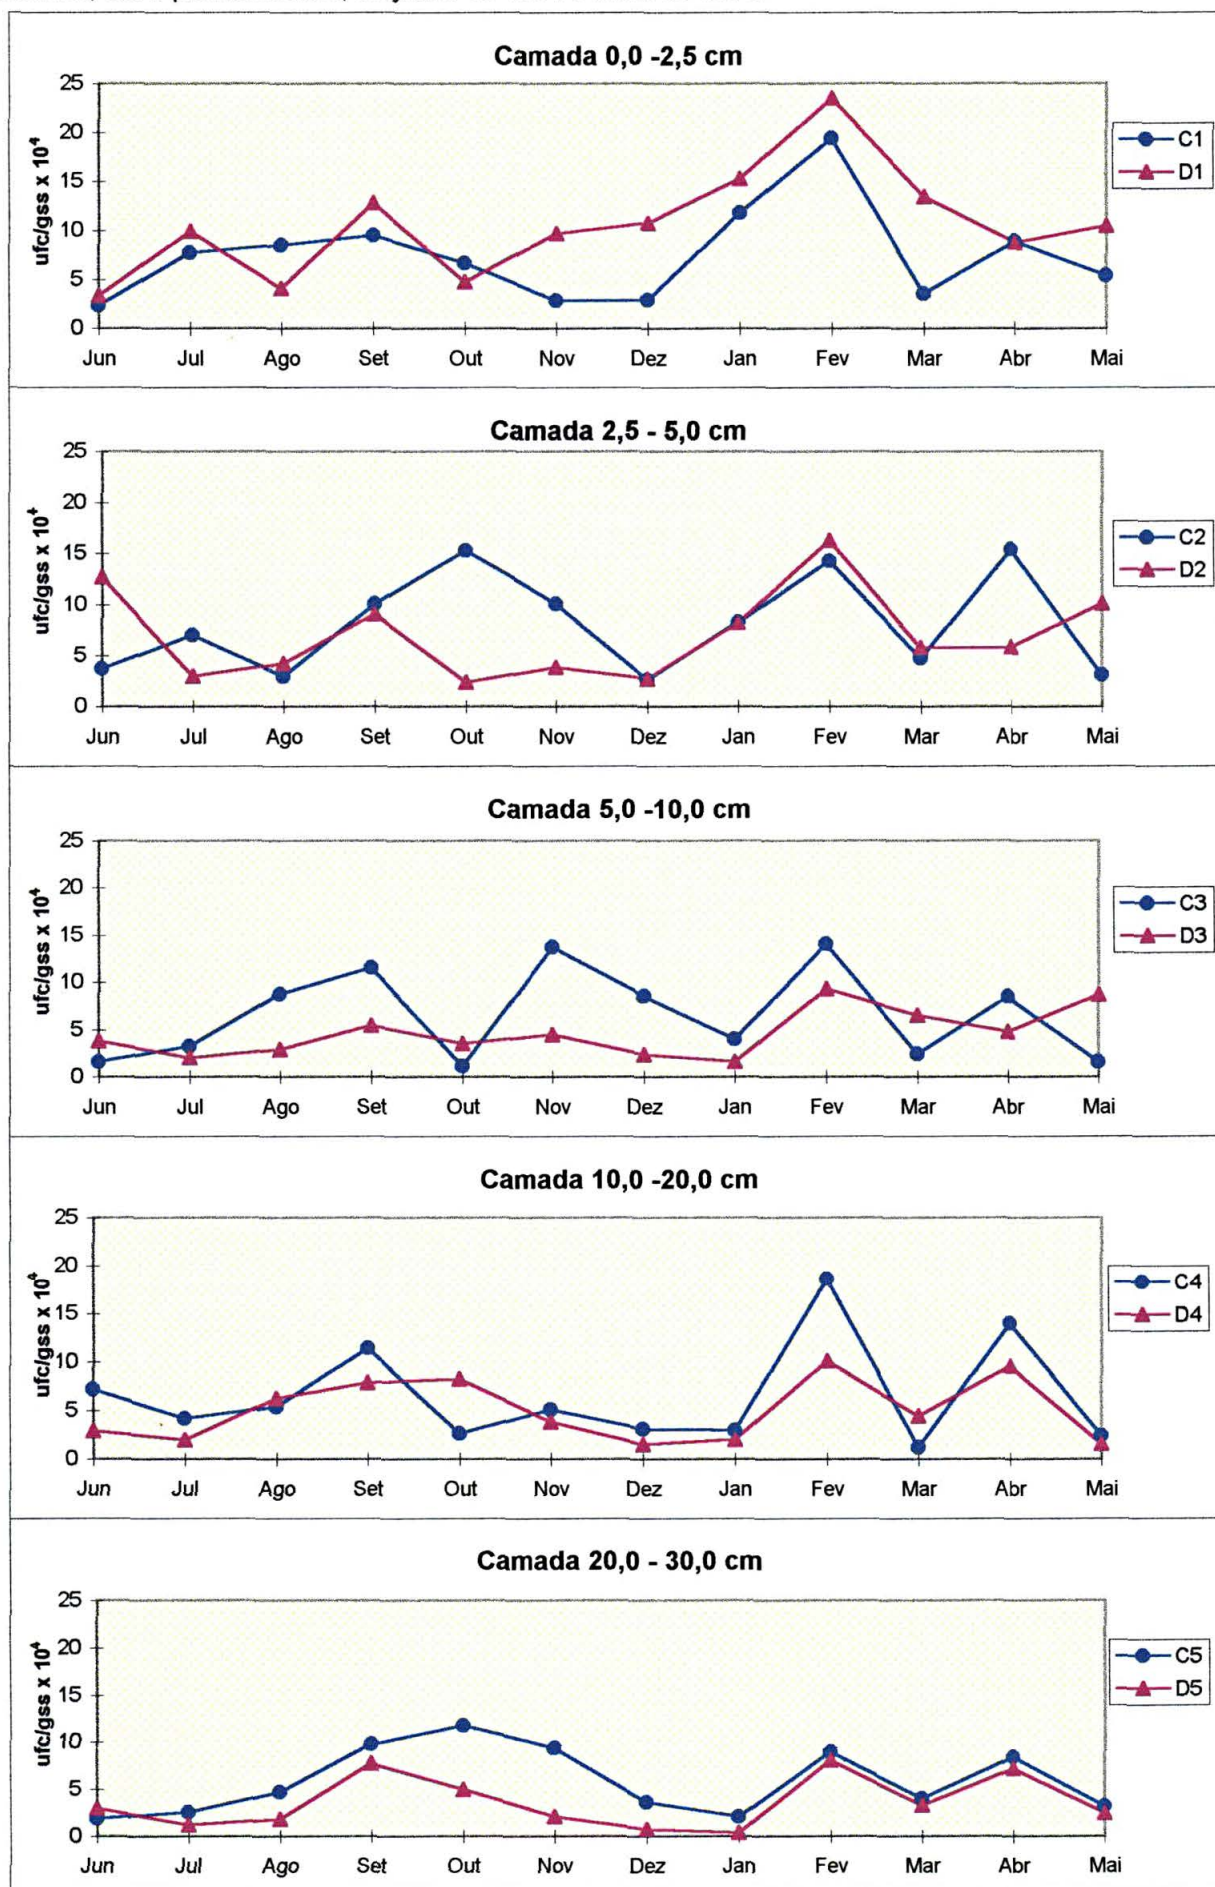 Camada 0,0 -2,5 cm
ufc/gss x 10⁴
25
20
15
10
5
0
Jun Jul Ago Set Out Nov Dez Jan Fev Mar Abr Mai
C1
D1
Camada 2,5 - 5,0 cm
ufc/gss x 10⁴
25
20
15
10
5
0
Jun Jul Ago Set Out Nov Dez Jan Fev Mar Abr Mai
C2
D2
Camada 5,0 -10,0 cm
ufc/gss x 10⁴
25
20
15
10
5
0
Jun Jul Ago Set Out Nov Dez Jan Fev Mar Abr Mai
C3
D3
Camada 10,0 -20,0 cm
ufc/gss x 10⁴
25
20
15
10
5
0
Jun Jul Ago Set Out Nov Dez Jan Fev Mar Abr Mai
C4
D4
Camada 20,0 - 30,0 cm
ufc/gss x 10⁴
25
20
15
10
5
0
Jun Jul Ago Set Out Nov Dez Jan Fev Mar Abr Mai
C5
D5